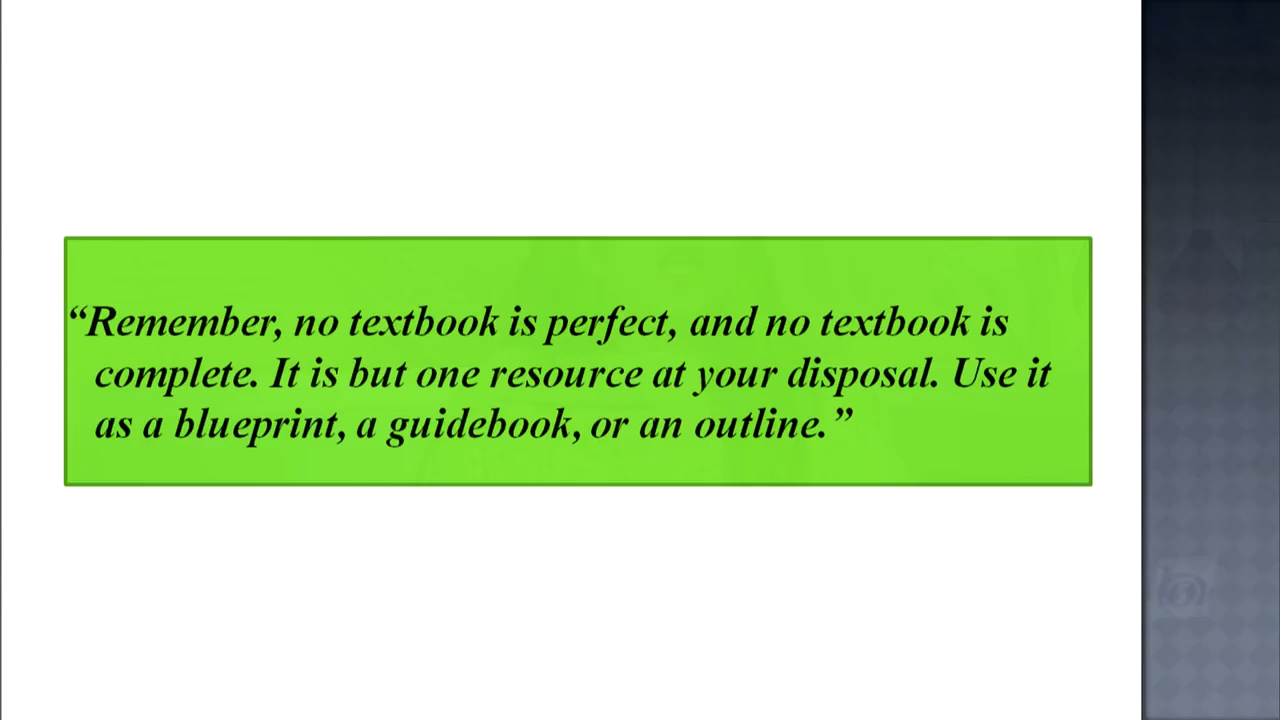 “Remember, no textbook is perfect, and no textbook is
complete. It is but one resource at your disposal. Use it
as a blueprint, a guidebook, or an outline.”